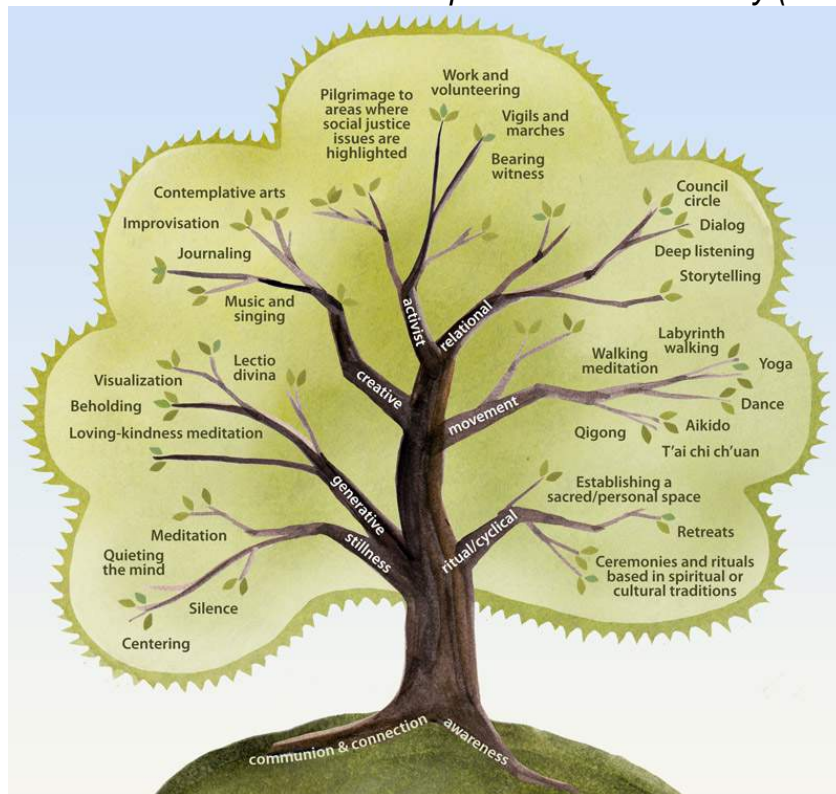 Work and
volunteering
Pilgrimage to
areas where
social justice
issues are
highlighted
Vigils and
marches
Bearing
witness
Council
circle
Dialog
Deep listening
Storytelling
Contemplative arts
Improvisation
Journaling
Music and
singing
activist
relational
Lectio
divina
Visualization
Beholding
Loving-kindness meditation
creative
movement
Walking
meditation
Labyrinth
walking
Yoga
Dance
Aikido
Qigong
T'ai chi ch'uan
generative
stillness
Meditation
Quieting
the mind
Silence
Centering
ritual/cyclical
Establishing a
sacred/personal space
Retreats
Ceremonies and rituals
based in spiritual or
cultural traditions
communion & connection
awareness